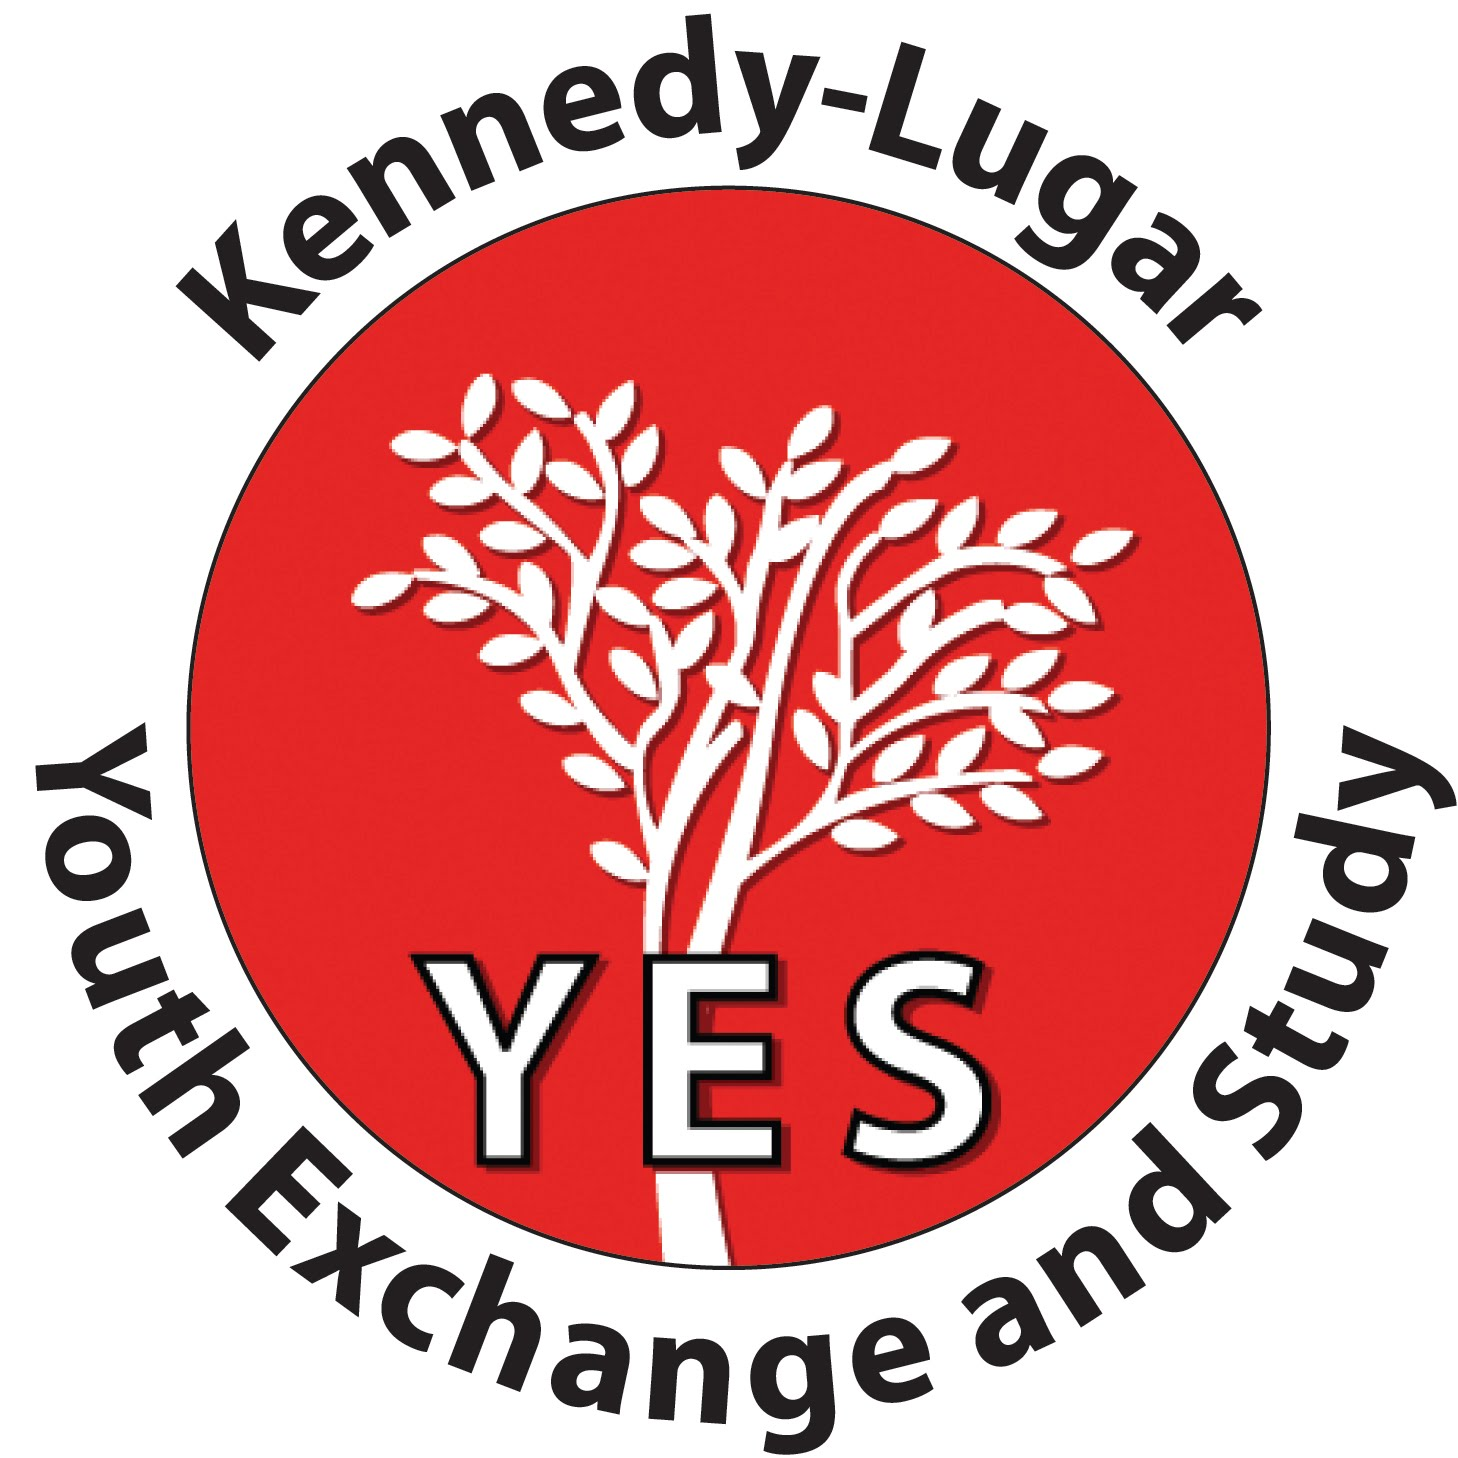 Kennedy-Lugar
YES
Youth Exchange and Study